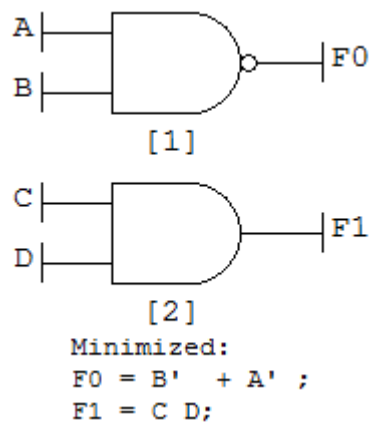 A
F0
B
[1]
C
F1
D
[2]
Minimized:
F0 = B' + A' ;
F1 = C D;